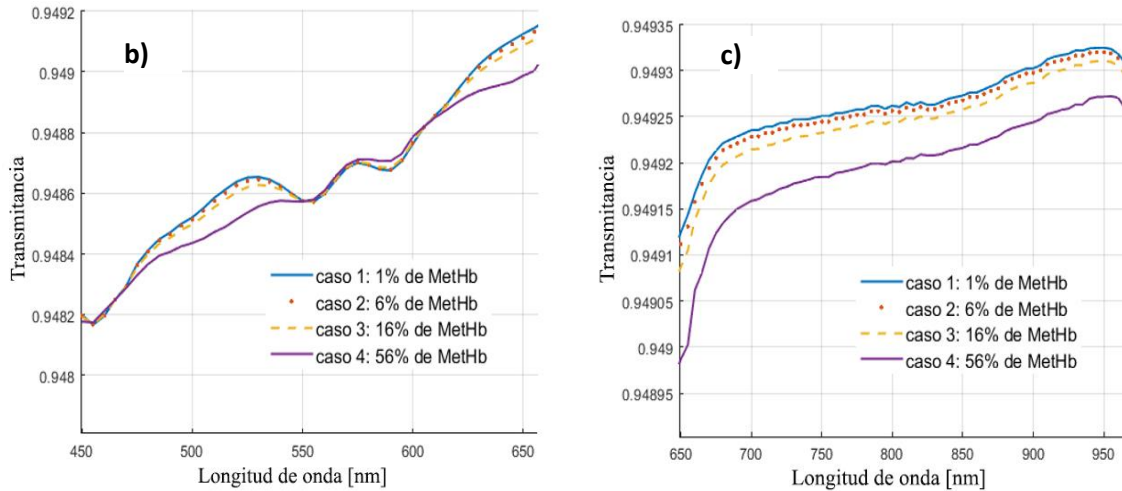 b)
Transmitancia
0.9492
0.949
0.9488
0.9486
0.9484
0.9482
0.948
caso 1: 1% de MetHb
caso 2: 6% de MetHb
caso 3: 16% de MetHb
caso 4: 56% de MetHb
450 500 550 600 650
Longitud de onda [nm]
c)
Transmitancia
0.94935
0.9493
0.94925
0.9492
0.94915
0.9491
0.94905
0.949
0.94895
caso 1: 1% de MetHb
caso 2: 6% de MetHb
caso 3: 16% de MetHb
caso 4: 56% de MetHb
650 700 750 800 850 900 950
Longitud de onda [nm]